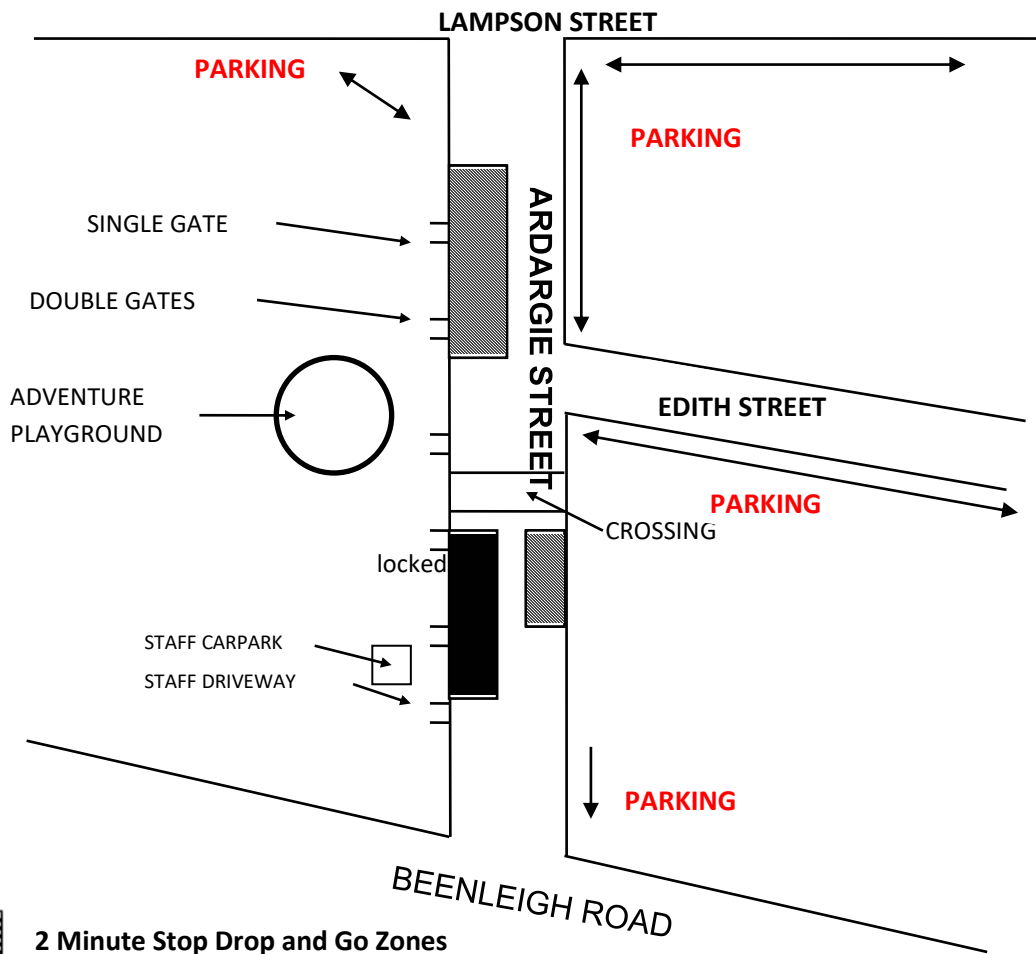 LAMPSON STREET
PARKING
PARKING
SINGLE GATE
DOUBLE GATES
ARDARGIE STREET
ADVENTURE
PLAYGROUND
EDITH STREET
PARKING
CROSSING
locked
STAFF CARPARK
STAFF DRIVEWAY
PARKING
BEENLEIGH ROAD
2 Minute Stop Drop and Go Zones